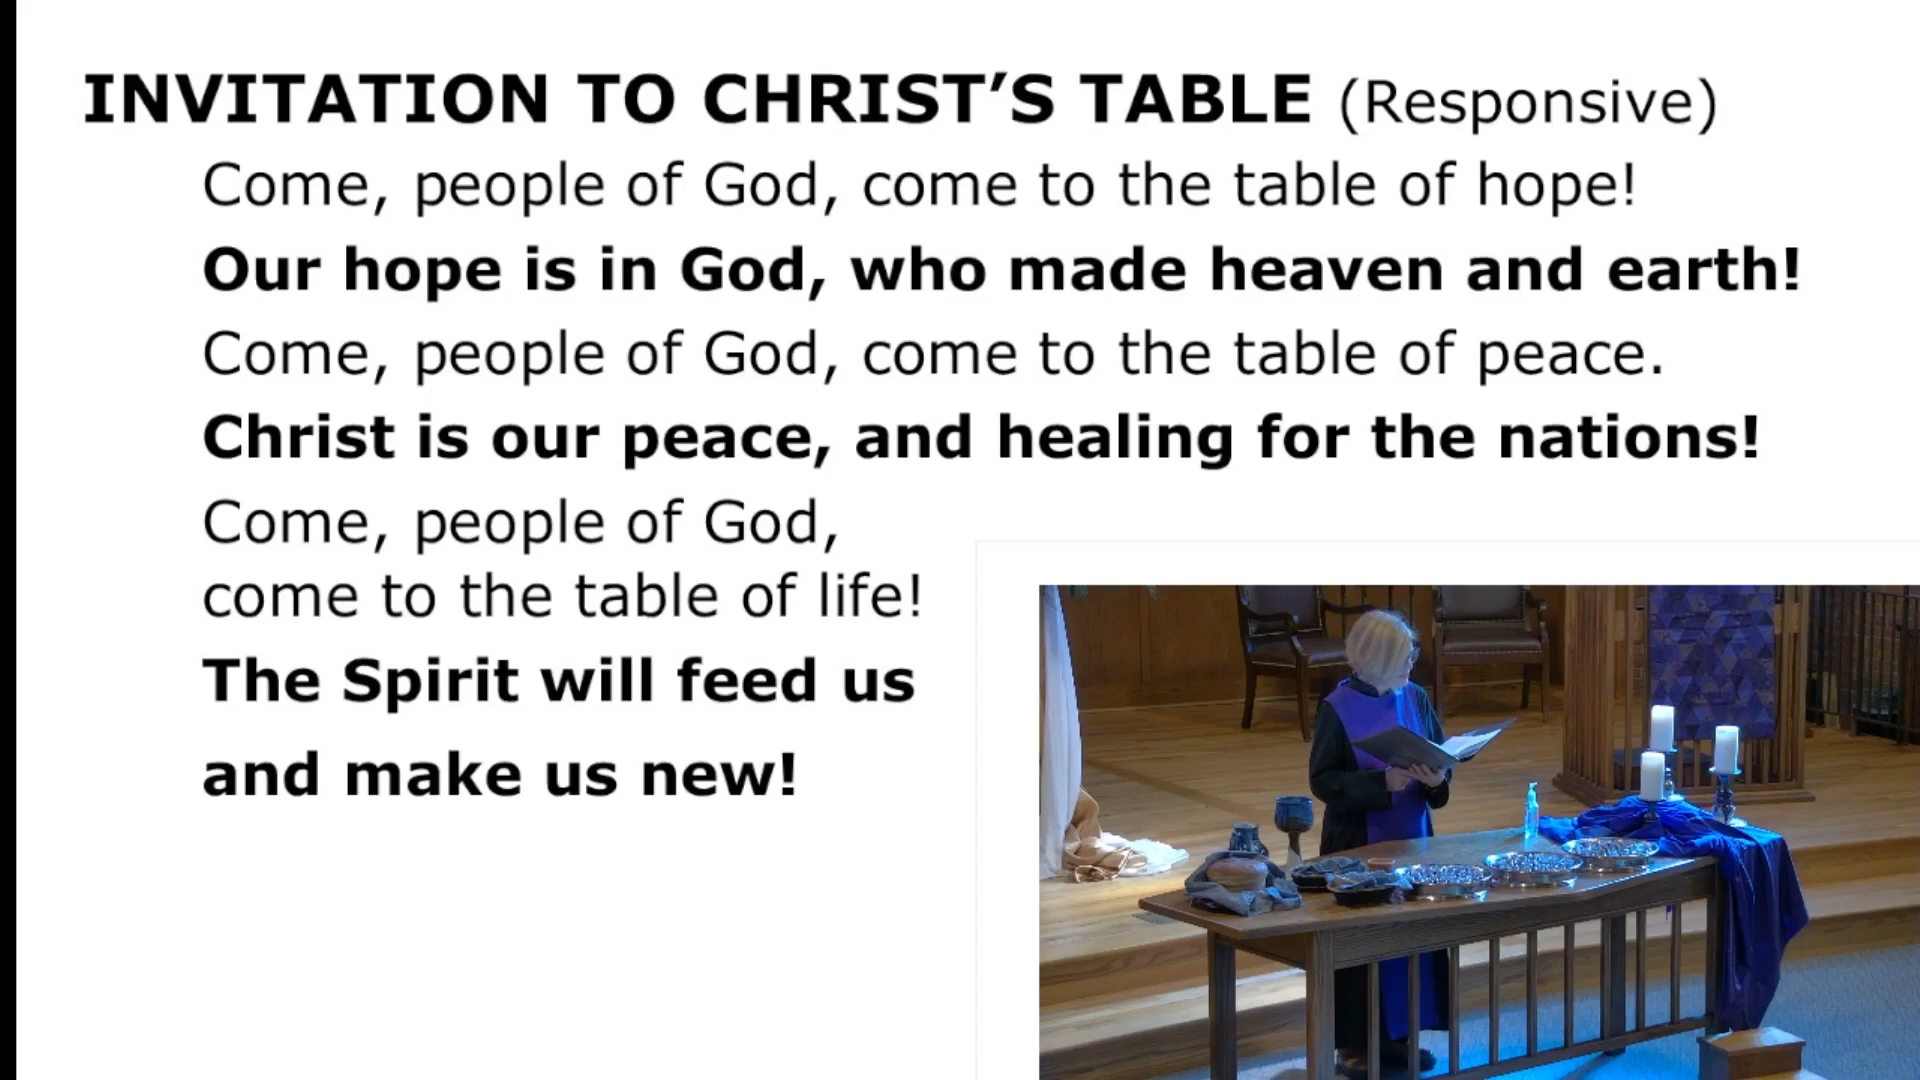 INVITATION TO CHRIST’S TABLE (Responsive)
Come, people of God, come to the table of hope!
Our hope is in God, who made heaven and earth!
Come, people of God, come to the table of peace.
Christ is our peace, and healing for the nations!
Come, people of God,
come to the table of life!
The Spirit will feed us
and make us new!